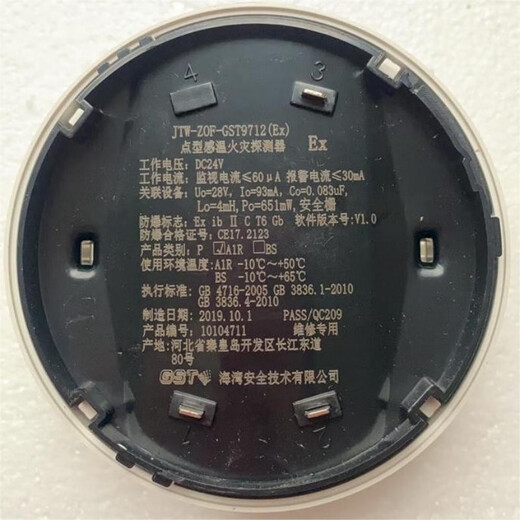 4 3
JTW-ZOF-GST9712(Ex)
点型感温火灾探测器 Ex
工作电压: DC24V
工作电流: 监视电流≤60μA 报警电流≤30mA
关联设备: Uo=28V, Io=93mA, Co=0.083uF,
Lo=4mH, Po=651mW, 安全栅
防爆标志: Ex ib Ⅱ C T6 Gb 软件版本号:V1.0
防爆合格证号: CE17.2123
产品类别: P ☑A1R ☐BS
使用环境温度: A1R -10℃～+50℃
BS -10℃～+65℃
执行标准: GB 4716-2005 GB 3836.1-2010
GB 3836.4-2010
制造日期: 2019.10.1 PASS/QC209
产品编号: 10104711 维修专用
产地: 河北省秦皇岛开发区长江东道
80号
GST 海湾安全技术有限公司
1 2